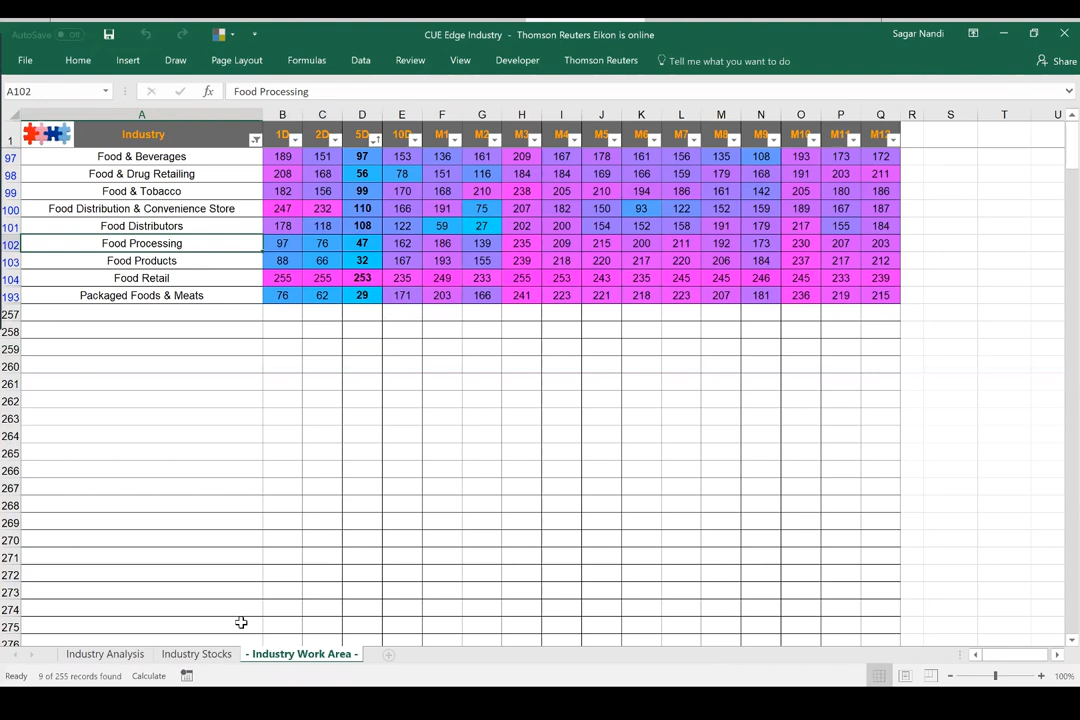 AutoSave Off
CUE Edge Industry - Thomson Reuters Eikon is online
Sagar Nandi
File Home Insert Draw Page Layout Formulas Data Review View Developer Thomson Reuters Tell me what you want to do Share
A102 fx Food Processing
A B C D E F G H I J K L M N O P Q R S T U
1 Industry 1D 2D 5D 10D M1 M2 M3 M4 M5 M6 M7 M8 M9 M10 M11 M12
97 Food & Beverages 189 151 97 153 136 161 209 167 178 161 156 135 108 193 173 172
98 Food & Drug Retailing 208 168 56 78 151 116 184 184 169 166 159 179 168 191 203 211
99 Food & Tobacco 182 156 99 170 168 210 238 205 210 194 186 161 142 205 180 186
100 Food Distribution & Convenience Store 247 232 110 166 191 75 207 182 150 93 122 152 159 189 167 187
101 Food Distributors 178 118 108 122 59 27 202 200 154 152 158 191 179 217 155 184
102 Food Processing 97 76 47 162 186 139 235 209 215 200 211 192 173 230 207 203
103 Food Products 88 66 32 167 193 155 239 218 220 217 220 206 184 237 217 212
104 Food Retail 255 255 253 235 249 233 255 253 243 235 245 245 246 245 233 239
193 Packaged Foods & Meats 76 62 29 171 203 166 241 223 221 218 223 207 181 236 219 215
257
258
259
260
261
262
263
264
265
266
267
268
269
270
271
272
273
274
275
276
Industry Analysis Industry Stocks - Industry Work Area -
Ready 9 of 255 records found Calculate 100%